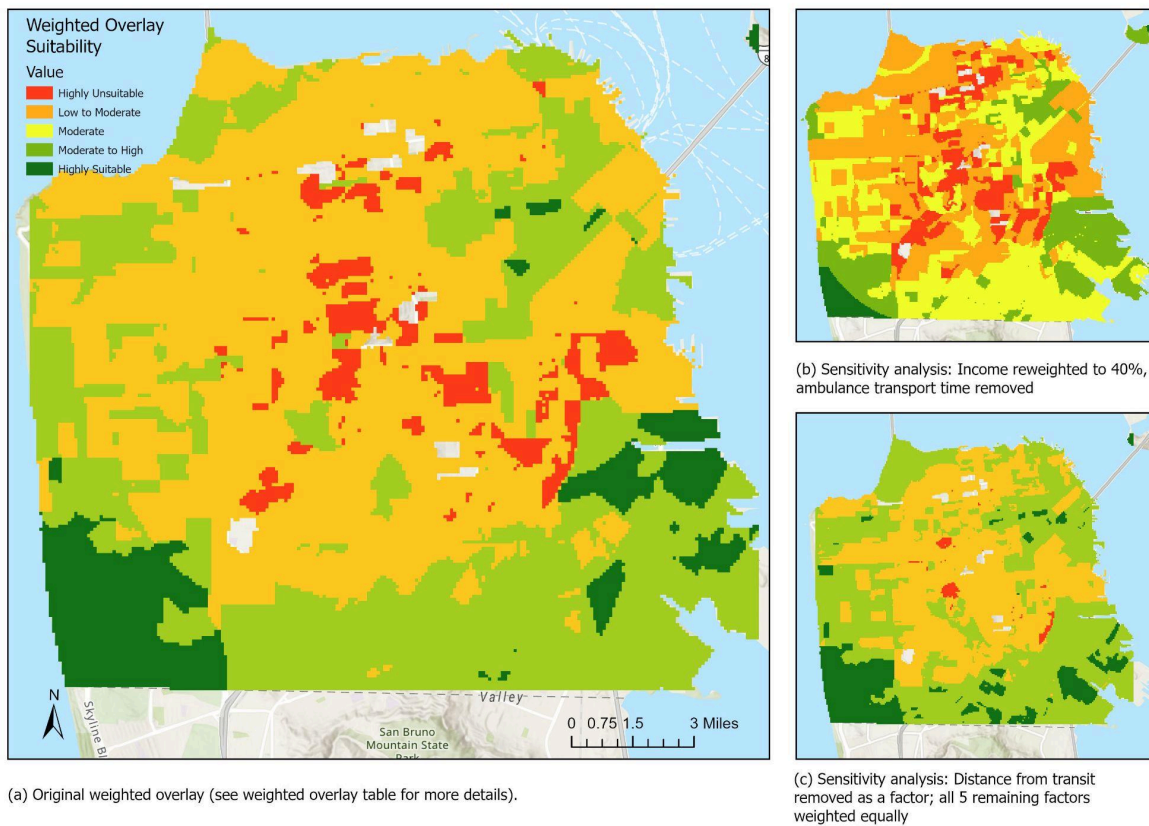 Weighted Overlay
Suitability
Value
Highly Unsuitable
Low to Moderate
Moderate
Moderate to High
Highly Suitable
8
N
Skyline Bl
Valley
San Bruno
Mountain State
Park
0 0.75 1.5 3 Miles
(a) Original weighted overlay (see weighted overlay table for more details).
(b) Sensitivity analysis: Income reweighted to 40%,
ambulance transport time removed
(c) Sensitivity analysis: Distance from transit
removed as a factor; all 5 remaining factors
weighted equally